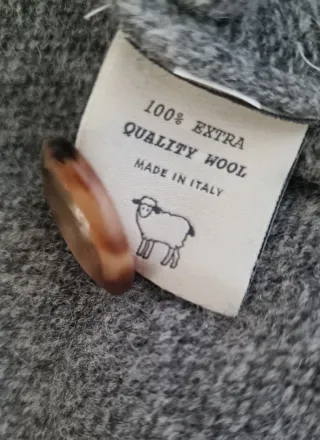 100% EXTRA
QUALITY WOOL
MADE IN ITALY